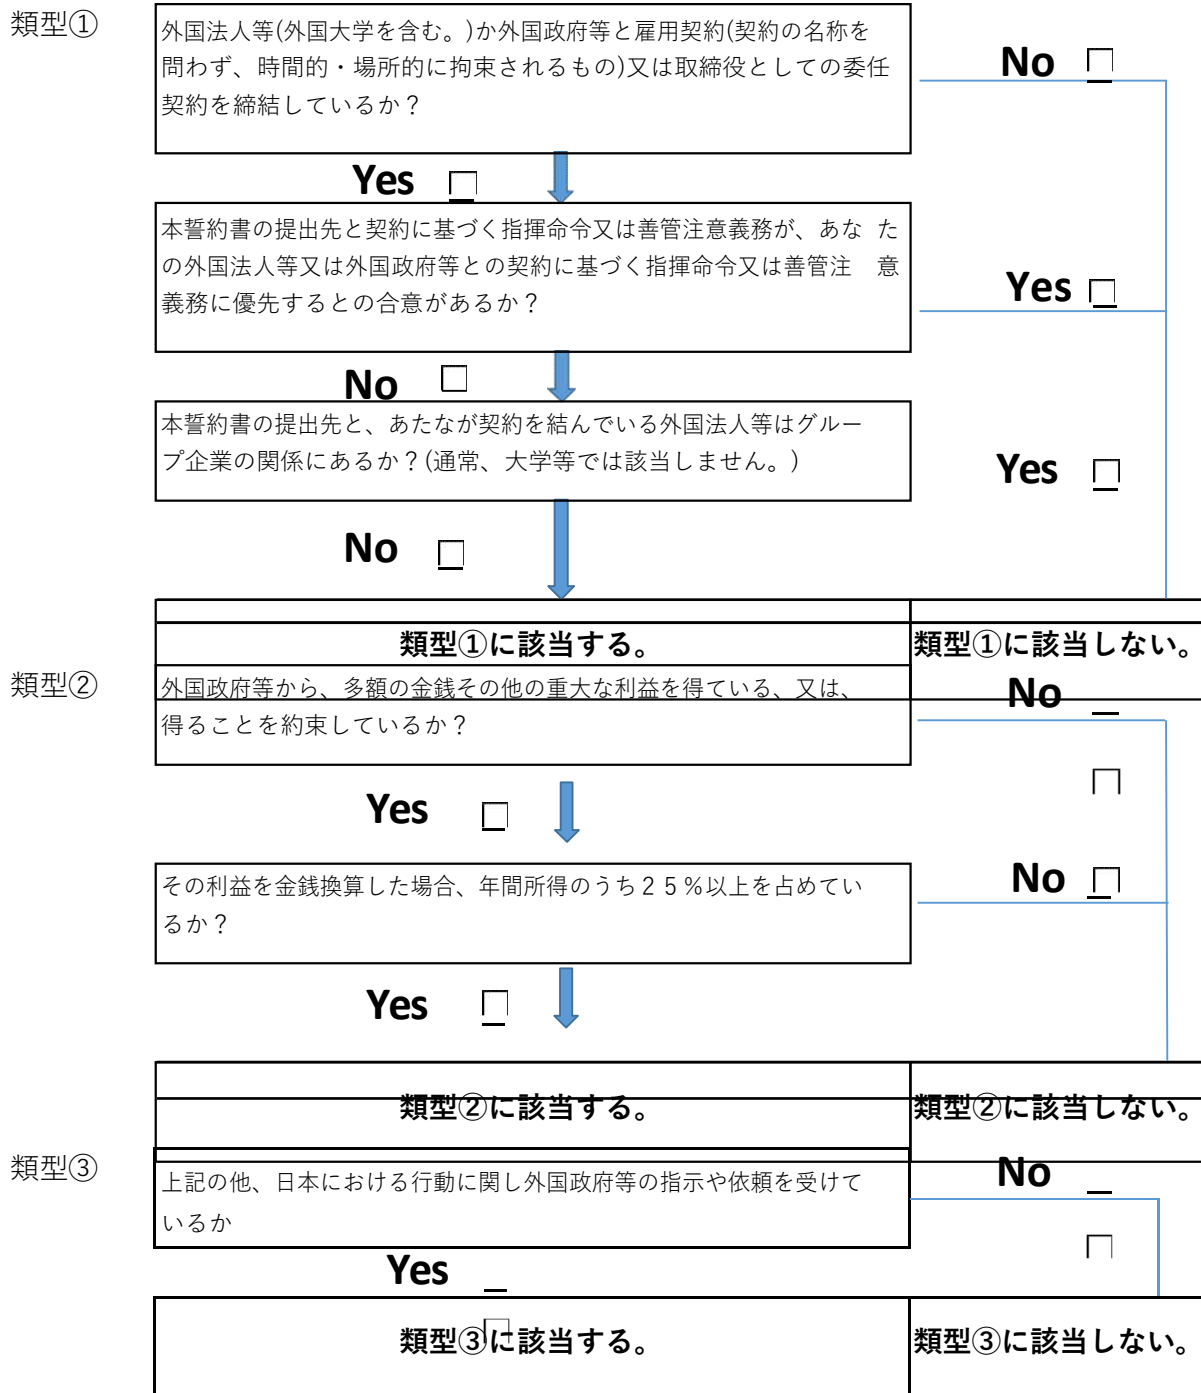 類型①
外国法人等(外国大学を含む。)か外国政府等と雇用契約(契約の名称を
問わず、時間的・場所的に拘束されるもの)又は取締役としての委任
契約を締結しているか？
No □
Yes □
本誓約書の提出先と契約に基づく指揮命令又は善管注意義務が、あな た
の外国法人等又は外国政府等との契約に基づく指揮命令又は善管注 意
義務に優先するとの合意があるか？
Yes □
No □
本誓約書の提出先と、あたなが契約を結んでいる外国法人等はグルー
プ企業の関係にあるか？(通常、大学等では該当しません。)
Yes □
No □
類型①に該当する。 類型①に該当しない。
類型②
外国政府等から、多額の金銭その他の重大な利益を得ている、又は、
得ることを約束しているか？
No □
Yes □
その利益を金銭換算した場合、年間所得のうち２５％以上を占めてい
るか？
No □
Yes □
類型②に該当する。 類型②に該当しない。
類型③
上記の他、日本における行動に関し外国政府等の指示や依頼を受けて
いるか
No □
Yes □
類型③に該当する。 類型③に該当しない。